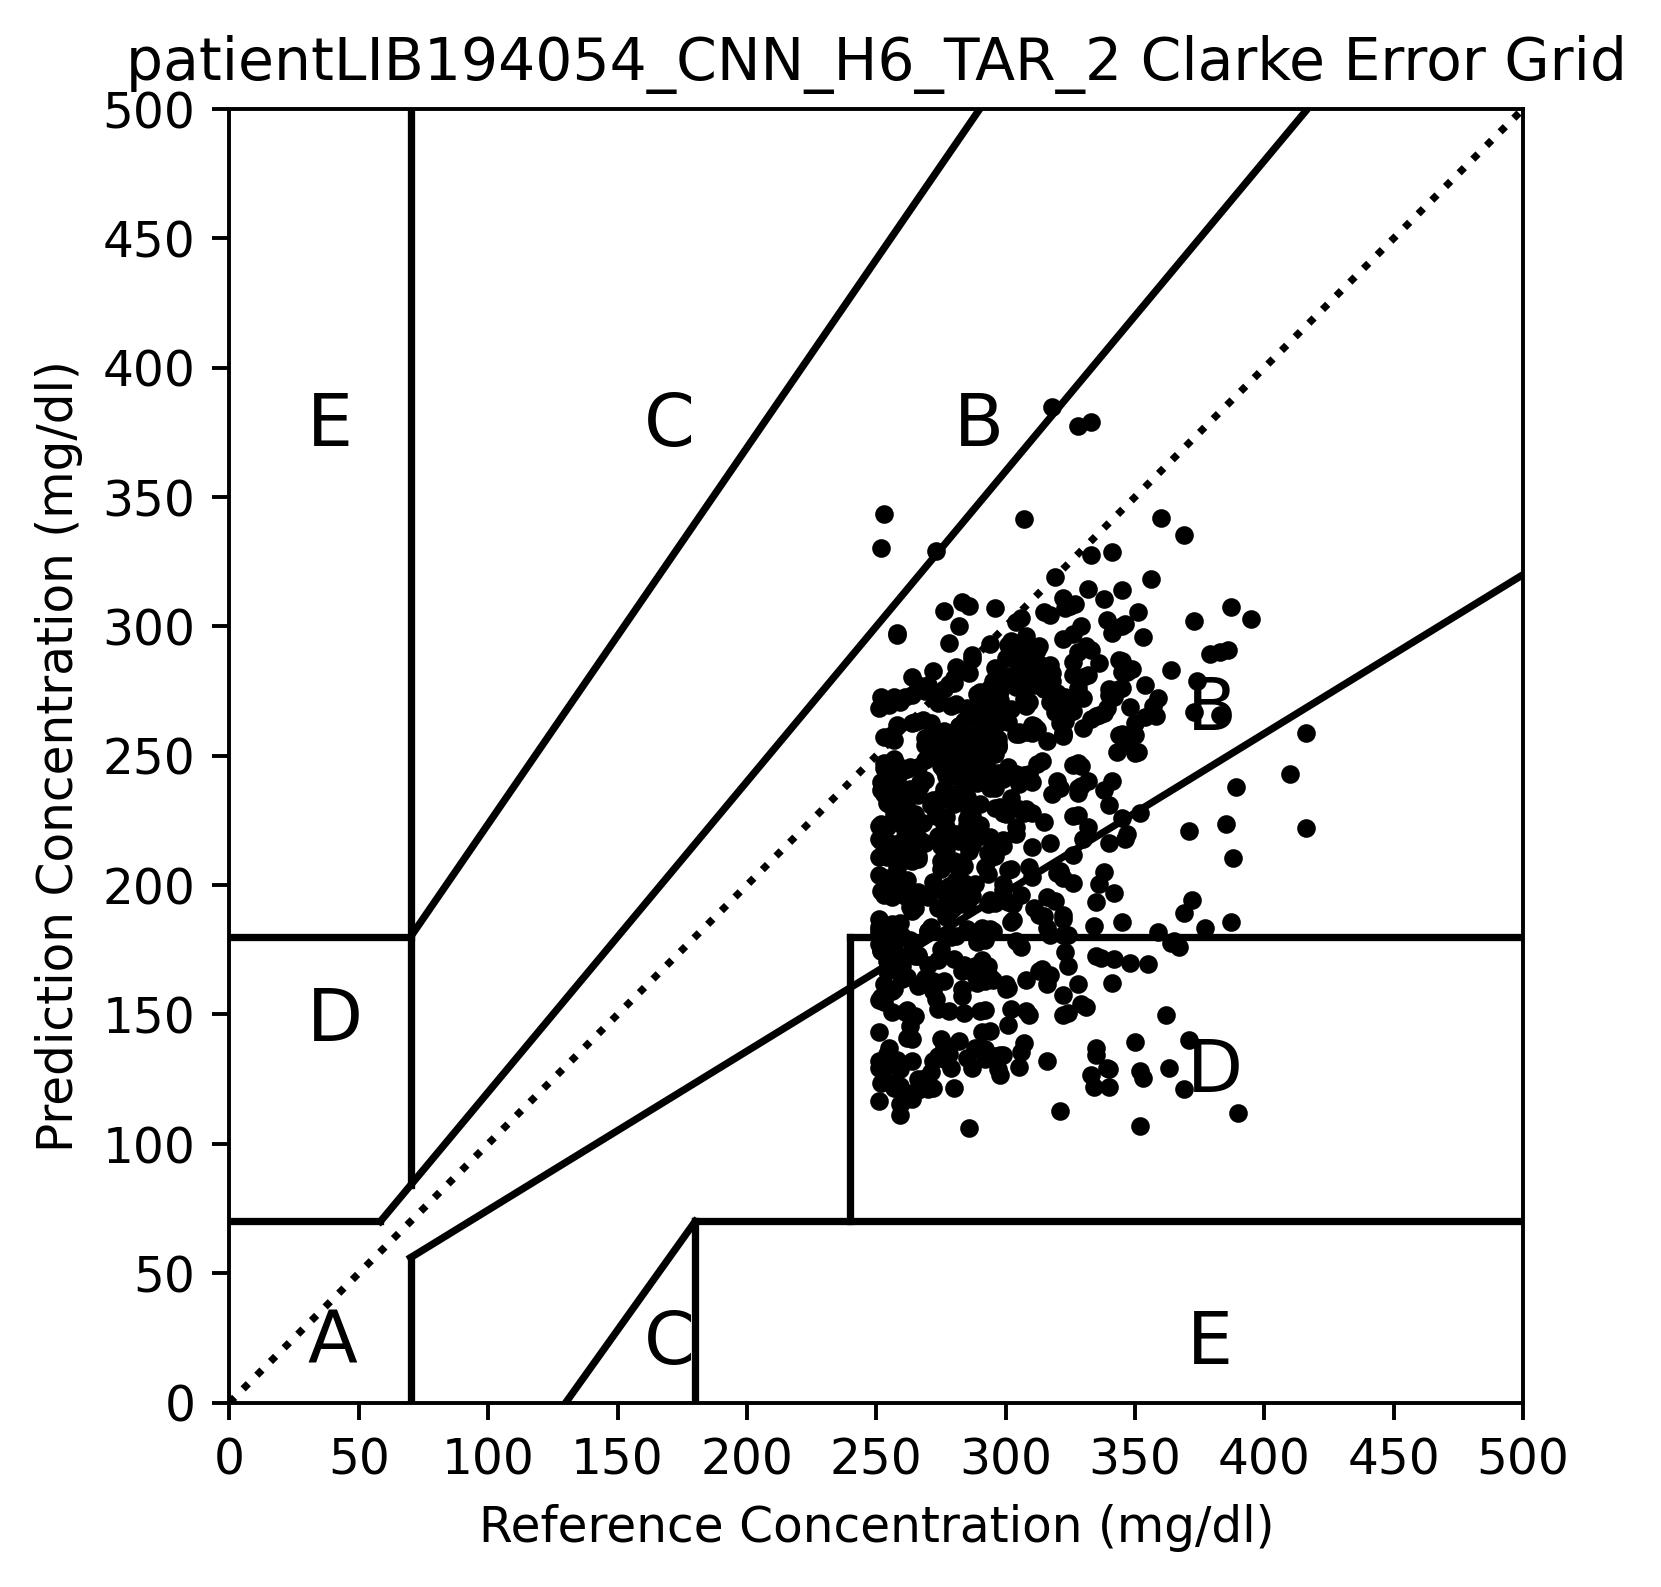 patientLIB194054_CNN_H6_TAR_2 Clarke Error Grid
500
450
400
350
300
250
200
150
100
50
0
Prediction Concentration (mg/dl)
E
C
B
B
D
D
A
C
E
0 50 100 150 200 250 300 350 400 450 500
Reference Concentration (mg/dl)